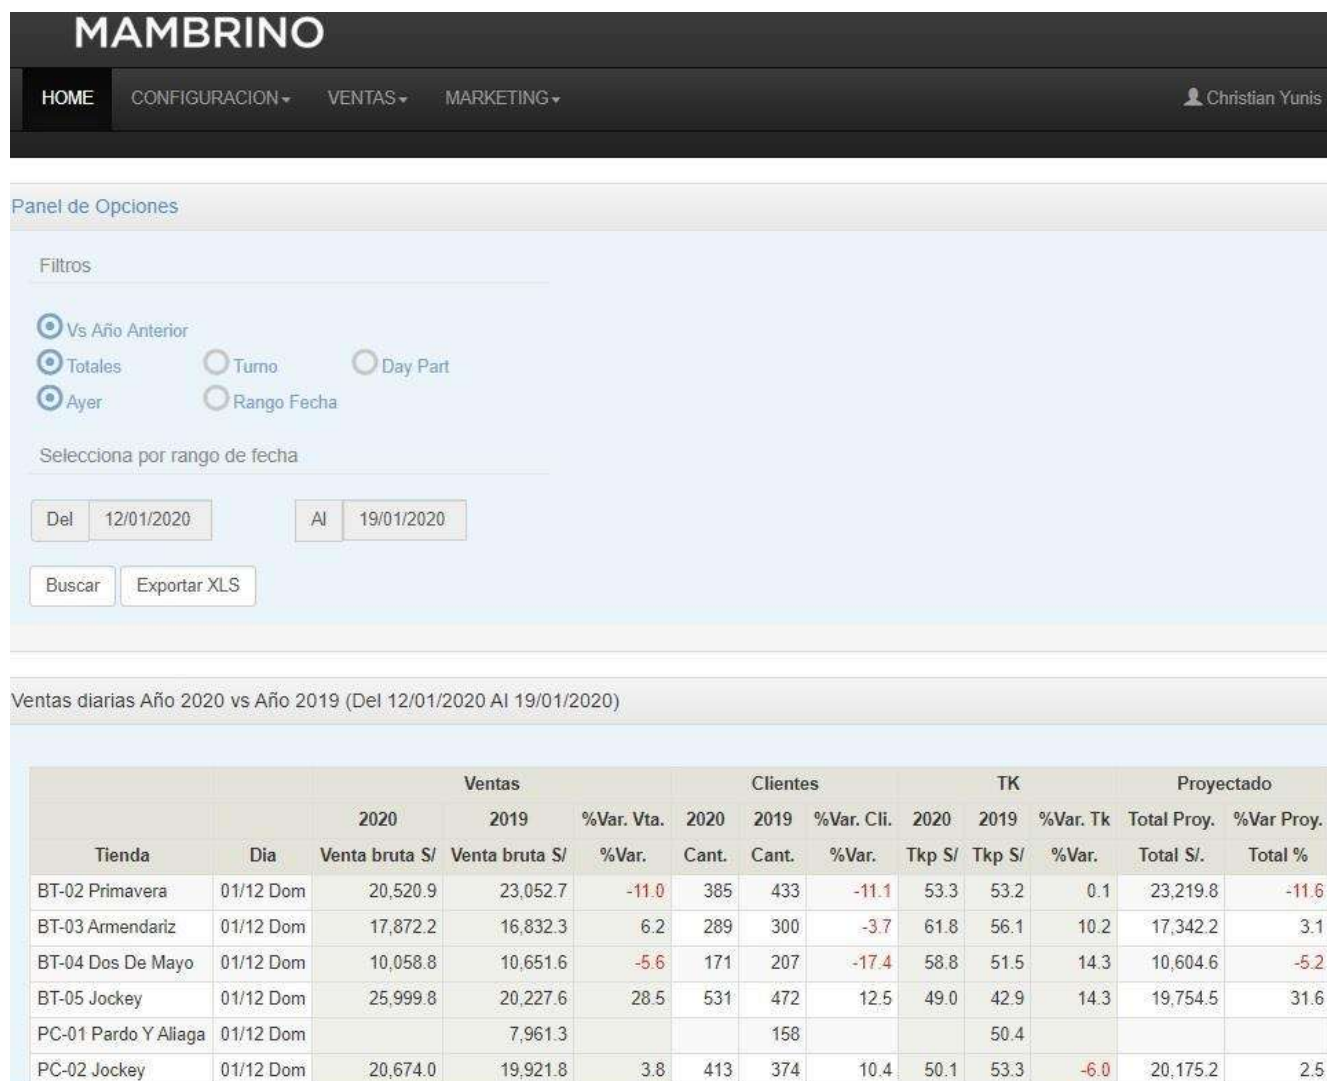 MAMBRINO
HOME CONFIGURACION VENTAS MARKETING Christian Yunis
Panel de Opciones
Filtros
Vs Año Anterior
Totales Turno Day Part
Ayer Rango Fecha
Selecciona por rango de fecha
Del 12/01/2020 Al 19/01/2020
Buscar Exportar XLS
Ventas diarias Año 2020 vs Año 2019 (Del 12/01/2020 Al 19/01/2020)
Ventas Clientes TK Proyectado
2020 2019 %Var. Vta. 2020 2019 %Var. Cli. 2020 2019 %Var. Tk Total Proy. %Var Proy.
Tienda Dia Venta bruta S/ Venta bruta S/ %Var. Cant. Cant. %Var. Tkp S/ Tkp S/ %Var. Total S/. Total %
BT-02 Primavera 01/12 Dom 20,520.9 23,052.7 -11.0 385 433 -11.1 53.3 53.2 0.1 23,219.8 -11.6
BT-03 Armendariz 01/12 Dom 17,872.2 16,832.3 6.2 289 300 -3.7 61.8 56.1 10.2 17,342.2 3.1
BT-04 Dos De Mayo 01/12 Dom 10,058.8 10,651.6 -5.6 171 207 -17.4 58.8 51.5 14.3 10,604.6 -5.2
BT-05 Jockey 01/12 Dom 25,999.8 20,227.6 28.5 531 472 12.5 49.0 42.9 14.3 19,754.5 31.6
PC-01 Pardo Y Aliaga 01/12 Dom 7,961.3 158 50.4
PC-02 Jockey 01/12 Dom 20,674.0 19,921.8 3.8 413 374 10.4 50.1 53.3 -6.0 20,175.2 2.5